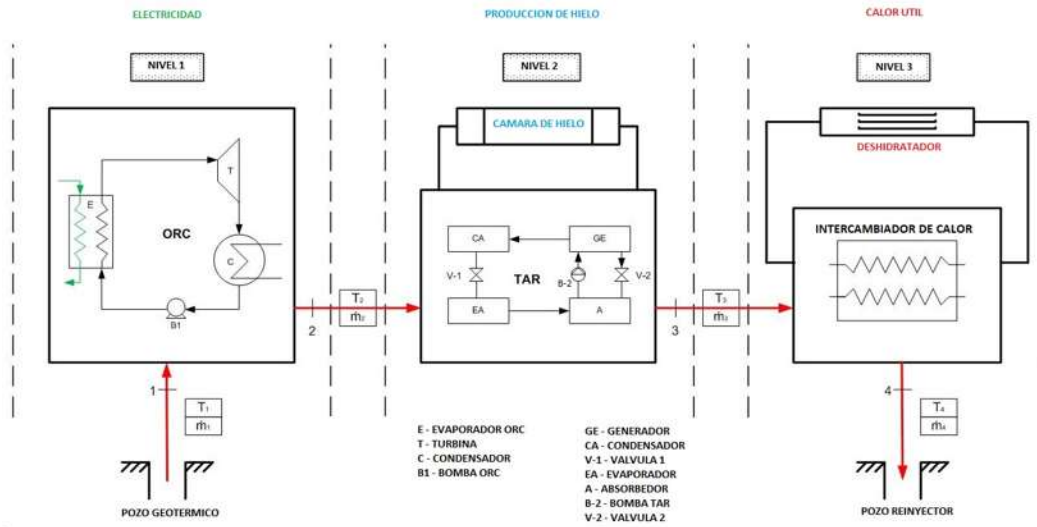 ELECTRICIDAD
PRODUCCION DE HIELO
CALOR UTIL
NIVEL 1
NIVEL 2
NIVEL 3
CAMARA DE HIELO
DESHIDRATADOR
E
T
ORC
C
B1
CA
GE
V-1
TAR
B-2
V-2
EA
A
INTERCAMBIADOR DE CALOR
1
T₁
ṁ₁
2
T₂
ṁ₂
3
T₃
ṁ₃
4
T₄
ṁ₄
E - EVAPORADOR ORC
T - TURBINA
C - CONDENSADOR
B1 - BOMBA ORC
GE - GENERADOR
CA - CONDENSADOR
V-1 - VALVULA 1
EA - EVAPORADOR
A - ABSORBEDOR
B-2 - BOMBA TAR
V-2 - VALVULA 2
POZO GEOTERMICO
POZO REINYECTOR